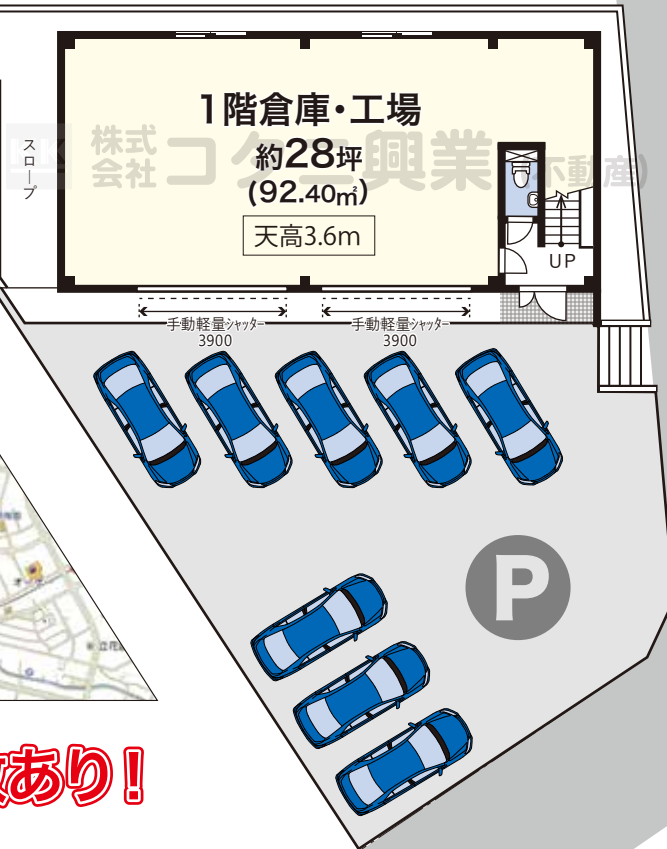 1階倉庫・工場
約28坪
(92.40㎡)
天高3.6m
株式会社 コクエ興業(不動産)
スロープ
UP
手動軽量シャッター
3900
手動軽量シャッター
3900
P
あり!